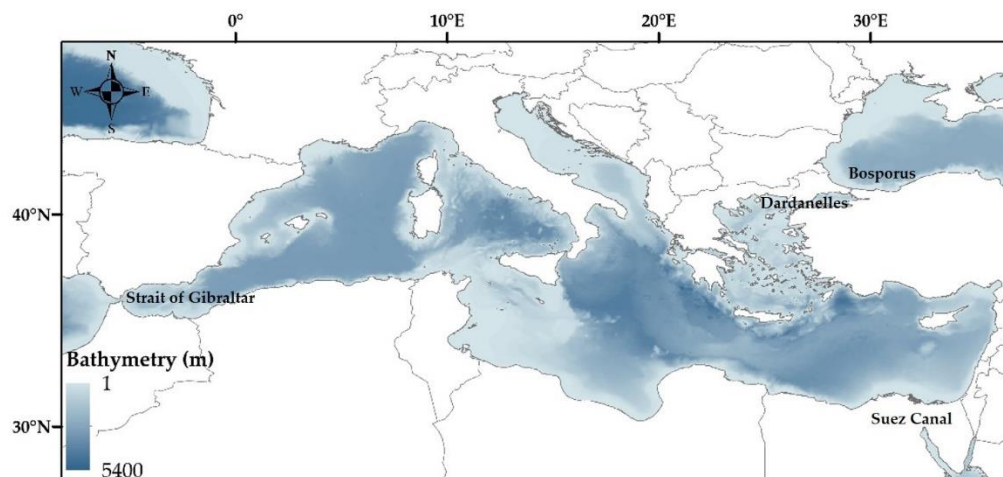 0°
10°E
20°E
30°E
N
W
E
S
Bosporus
Dardanelles
40°N
Strait of Gibraltar
Bathymetry (m)
1
5400
30°N
Suez Canal